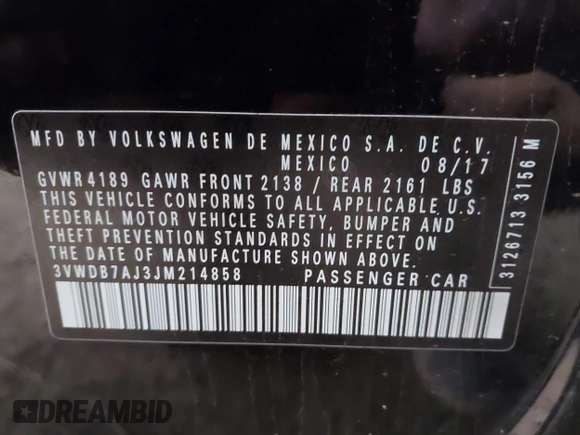 MFD BY VOLKSWAGEN DE MEXICO S.A. DE C.V.
MEXICO 08/17
GVWR 4189 GAWR FRONT 2138 / REAR 2161 LBS
THIS VEHICLE CONFORMS TO ALL APPLICABLE U.S.
FEDERAL MOTOR VEHICLE SAFETY, BUMPER AND
THEFT PREVENTION STANDARDS IN EFFECT ON
THE DATE OF MANUFACTURE SHOWN ABOVE.
3VWDB7AJ3JM214858 PASSENGER CAR
3126713 3156 M
DREAMBID